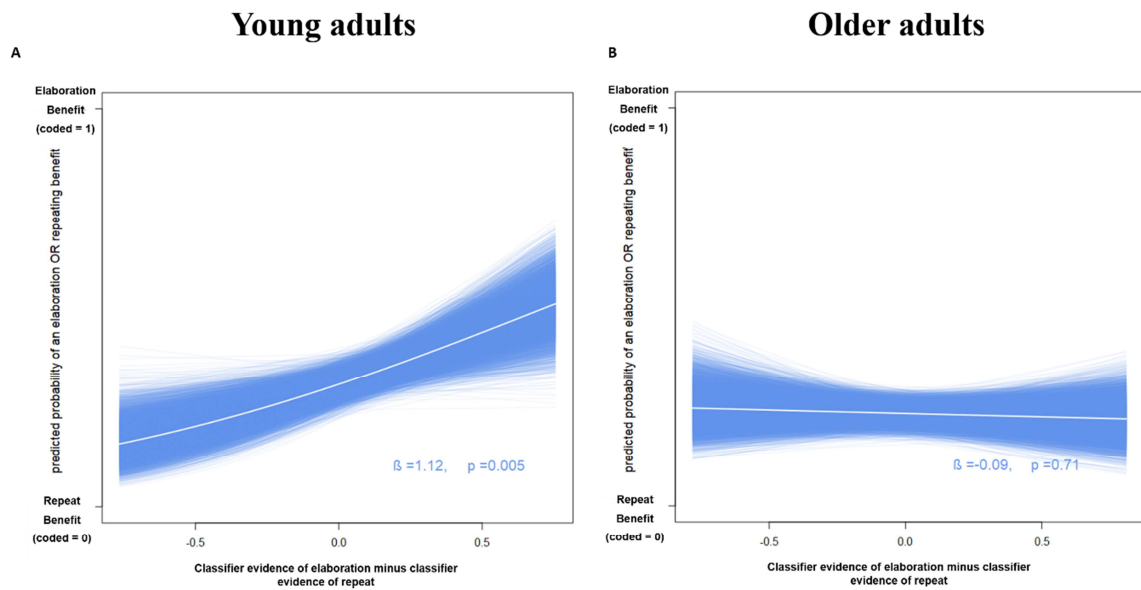 Young adults
A
Elaboration
Benefit
(coded = 1)
predicted probability of an elaboration OR repeating benefit
ß =1.12, p =0.005
Repeat
Benefit
(coded = 0)
-0.5 0.0 0.5
Classifier evidence of elaboration minus classifier
evidence of repeat
Older adults
B
Elaboration
Benefit
(coded = 1)
predicted probability of an elaboration OR repeating benefit
ß =-0.09, p =0.71
Repeat
Benefit
(coded = 0)
-0.5 0.0 0.5
Classifier evidence of elaboration minus classifier
evidence of repeat